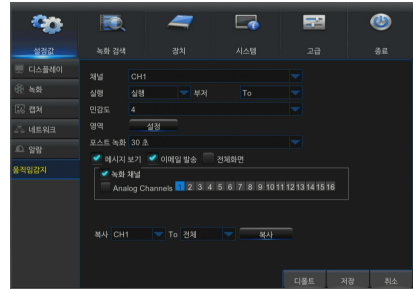 설정값 녹화 검색 장치 시스템 고급 종료
디스플레이
녹화
캡쳐
네트워크
알람
움직임감지
채널 CH1
실행 실행 부저 To
민감도 4
영역 설정
포스트 녹화 30 초
메시지 보기 이메일 발송 전체화면
녹화 채널
Analog Channels 1 2 3 4 5 6 7 8 9 10 11 12 13 14 15 16
복사 CH1 To 전체 복사
디폴트 저장 취소